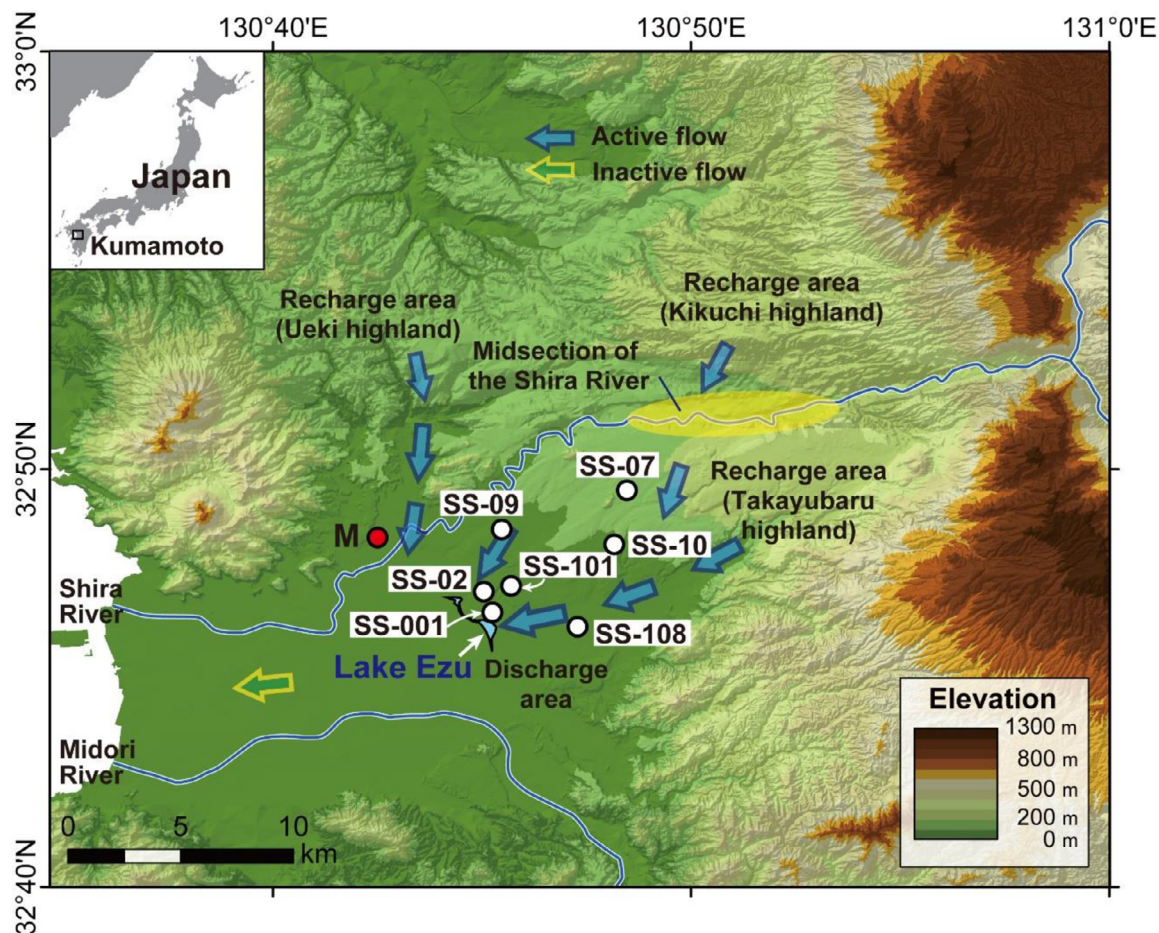 130°40'E
130°50'E
131°0'E
33°0'N
32°50'N
32°40'N
Japan
Kumamoto
Active flow
Inactive flow
Recharge area
(Ueki highland)
Recharge area
(Kikuchi highland)
Midsection of
the Shira River
Recharge area
(Takayubaru
highland)
SS-07
SS-09
SS-10
M
SS-101
SS-02
SS-001
SS-108
Shira
River
Lake Ezu
Discharge
area
Midori
River
0 5 10
km
Elevation
1300 m
800 m
500 m
200 m
0 m